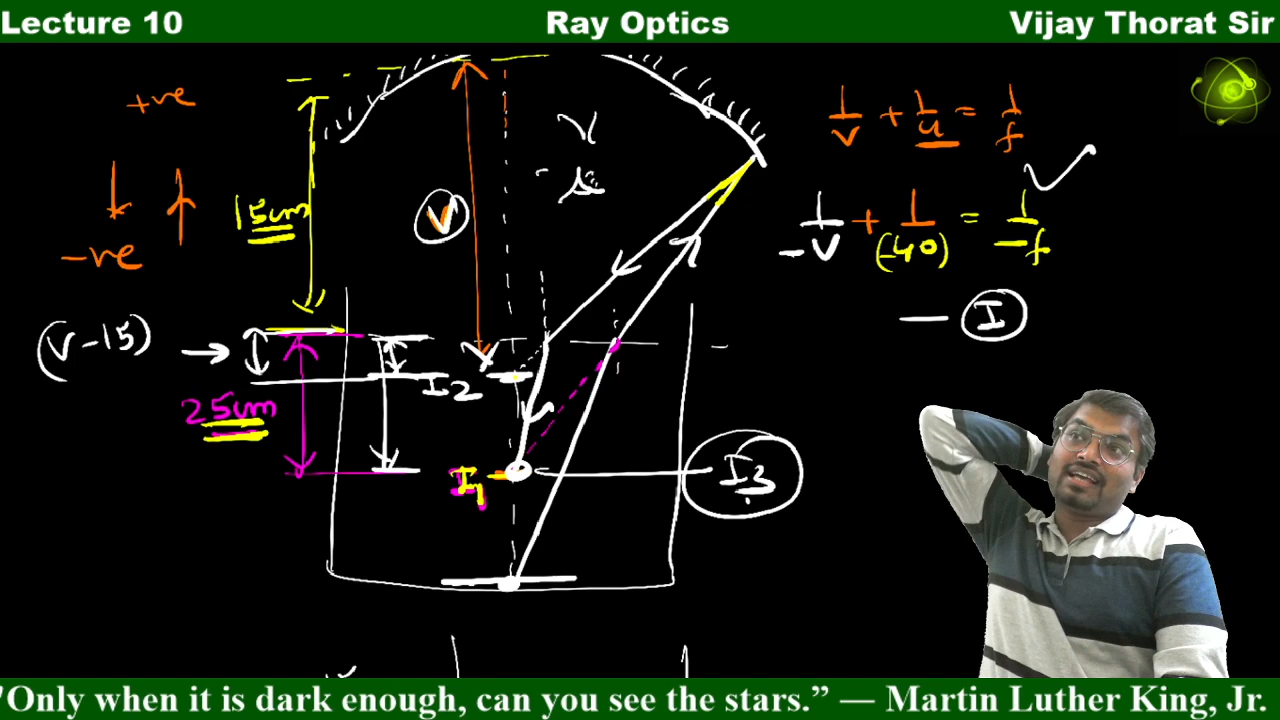 Lecture 10
Ray Optics
Vijay Thorat Sir
+ve
-ve
15cm
V
1/v + 1/u = 1/f
1/-v + 1/(-40) = 1/-f
— I
(V-15) →
25cm
I2
I1
I3
"Only when it is dark enough, can you see the stars.” — Martin Luther King, Jr.